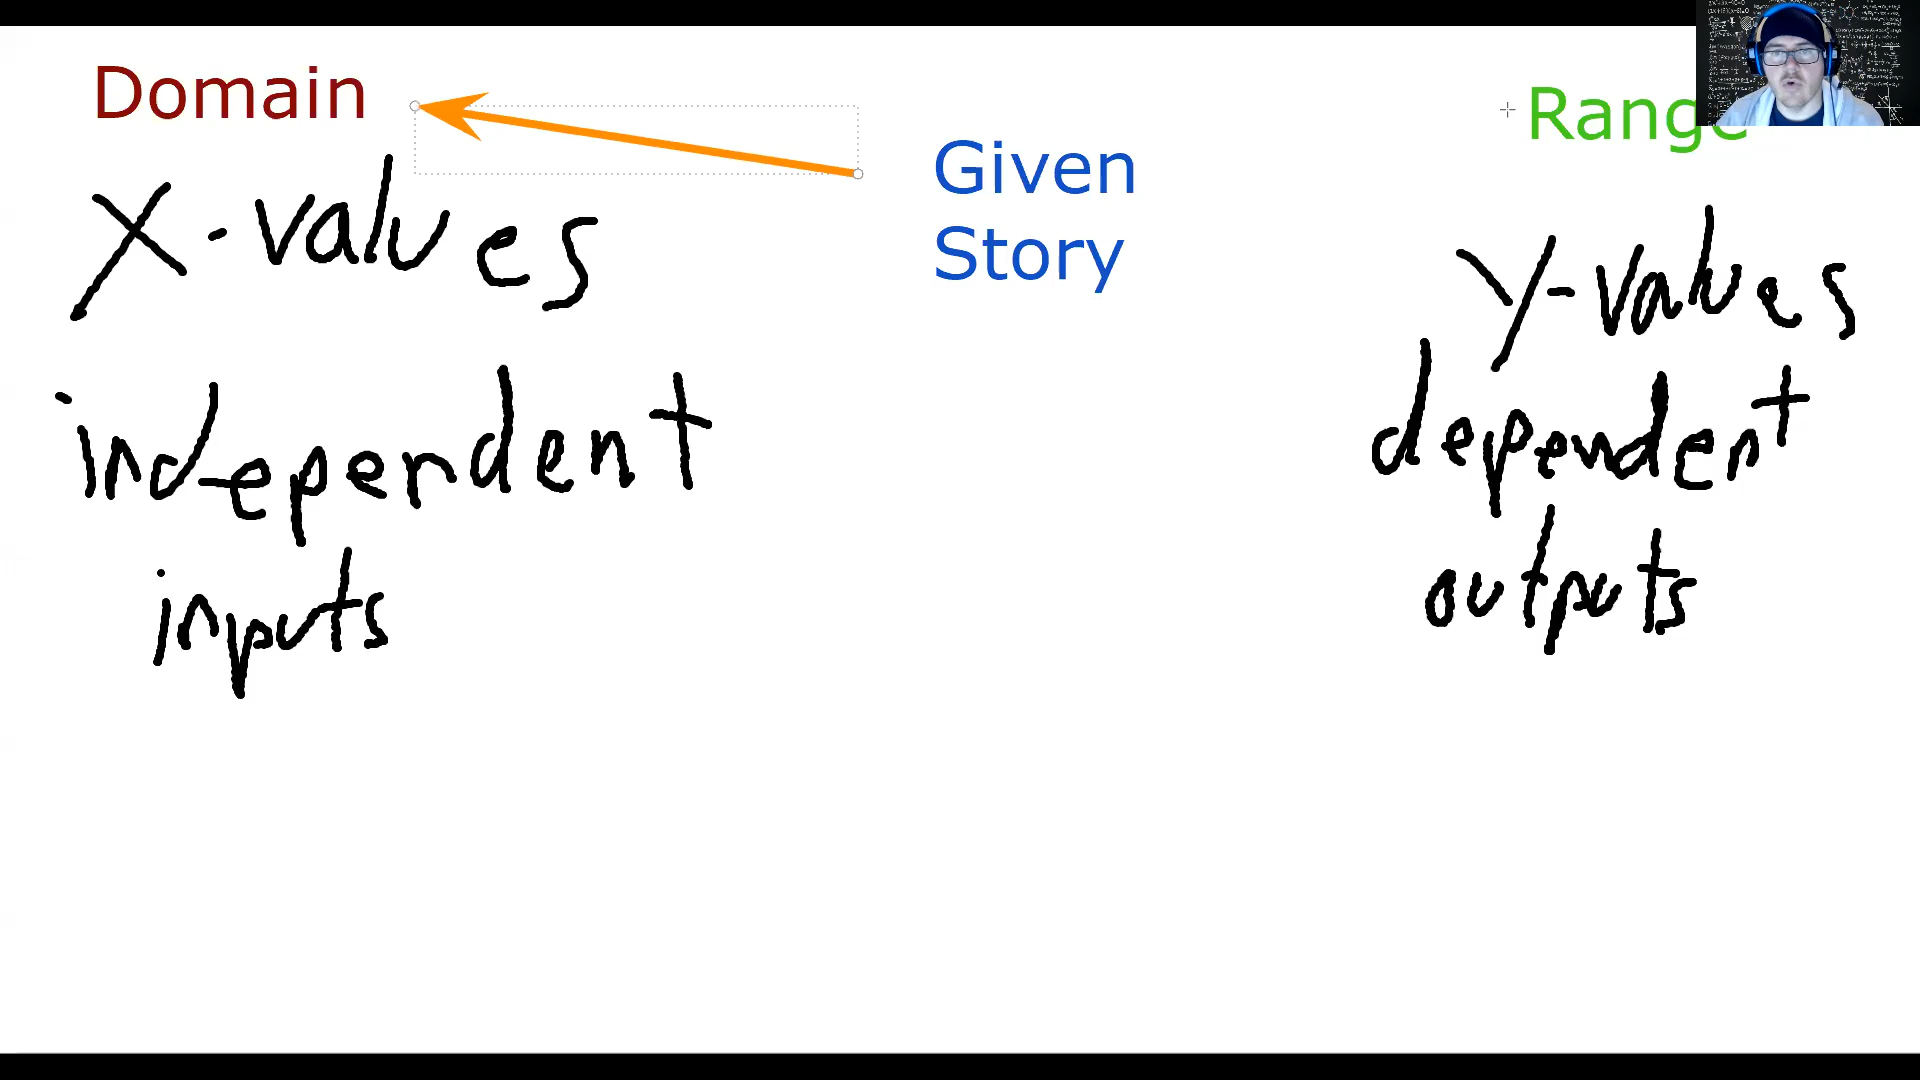 Domain
X-values
independent
inputs
Given
Story
Range
Y-values
dependent
outputs